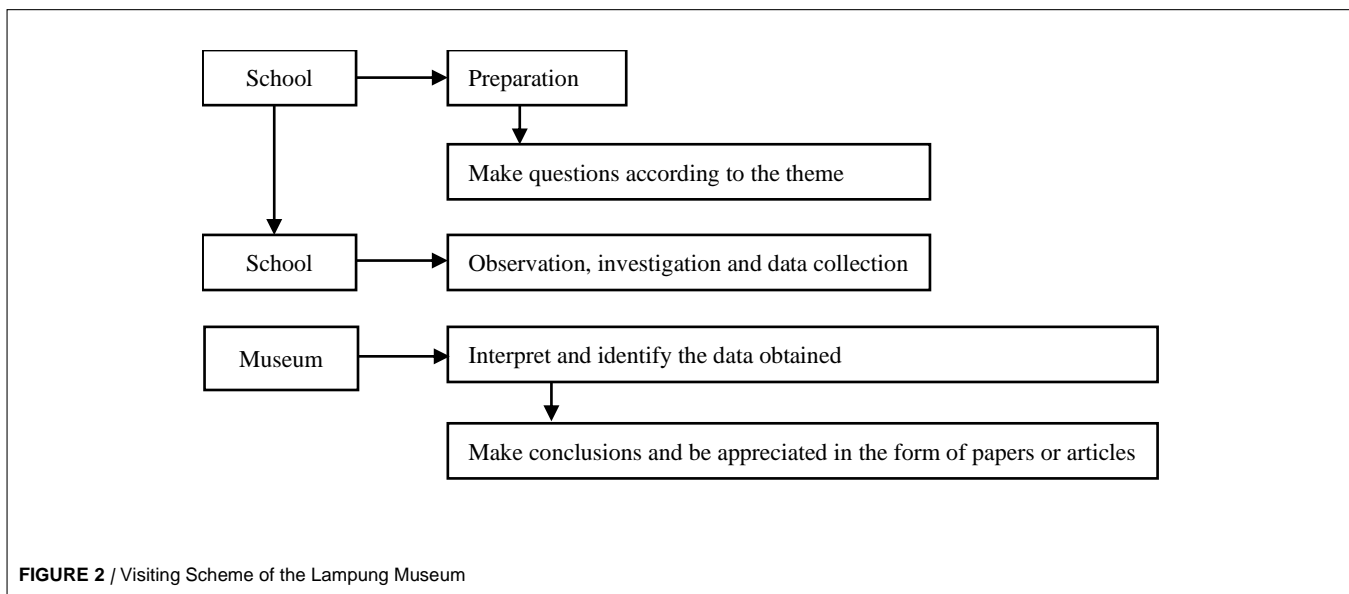 School
Preparation
Make questions according to the theme
School
Observation, investigation and data collection
Museum
Interpret and identify the data obtained
Make conclusions and be appreciated in the form of papers or articles
FIGURE 2 / Visiting Scheme of the Lampung Museum